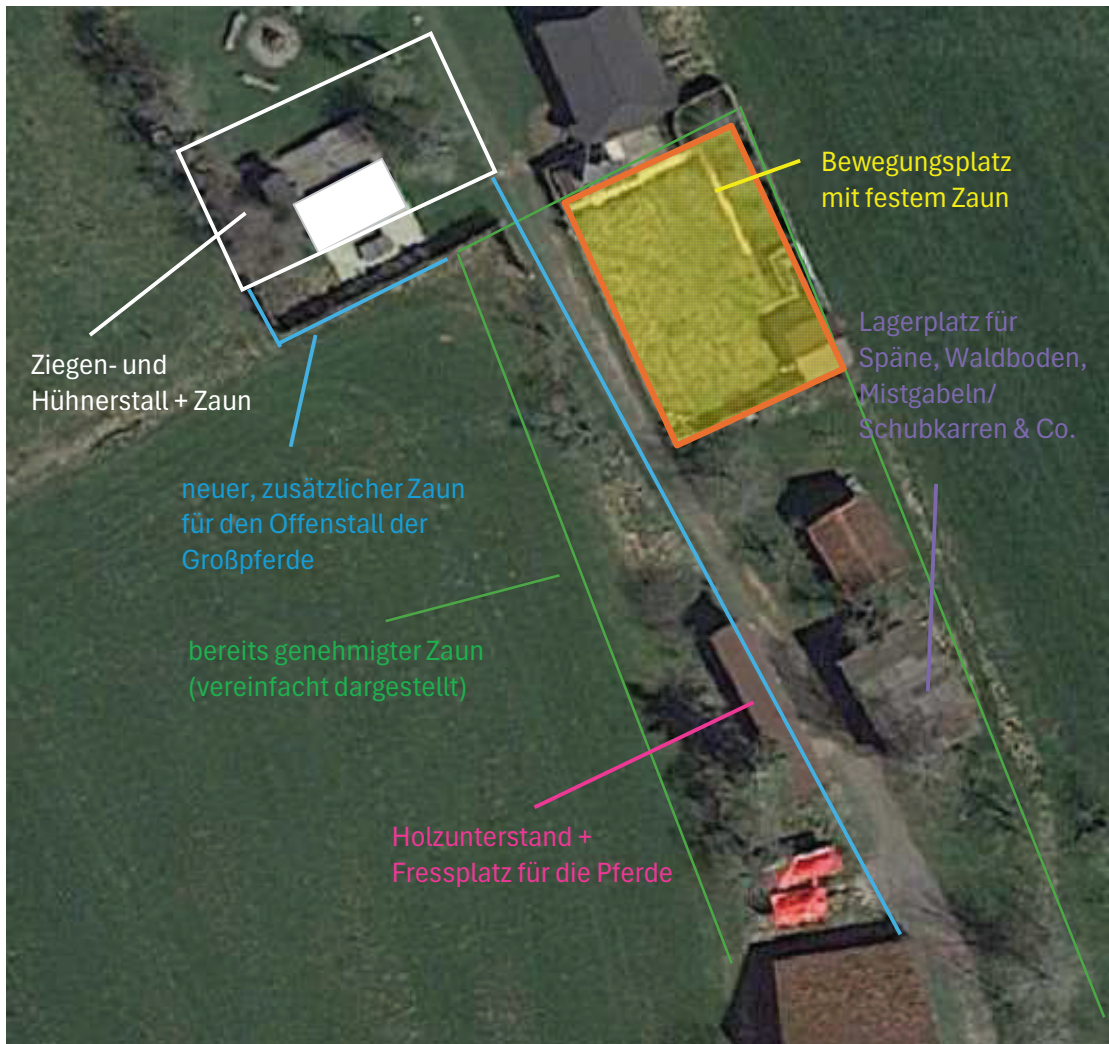 Bewegungsplatz
mit festem Zaun
Lagerplatz für
Späne, Waldboden,
Mistgabeln/
Schubkarren & Co.
Ziegen- und
Hühnerstall + Zaun
neuer, zusätzlicher Zaun
für den Offenstall der
Großpferde
bereits genehmigter Zaun
(vereinfacht dargestellt)
Holzunterstand +
Fressplatz für die Pferde